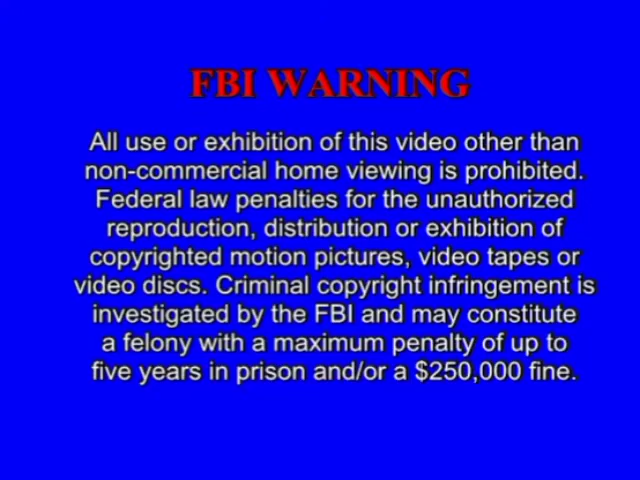 FBI WARNING
All use or exhibition of this video other than
non-commercial home viewing is prohibited.
Federal law penalties for the unauthorized
reproduction, distribution or exhibition of
copyrighted motion pictures, video tapes or
video discs. Criminal copyright infringement is
investigated by the FBI and may constitute
a felony with a maximum penalty of up to
five years in prison and/or a $250,000 fine.